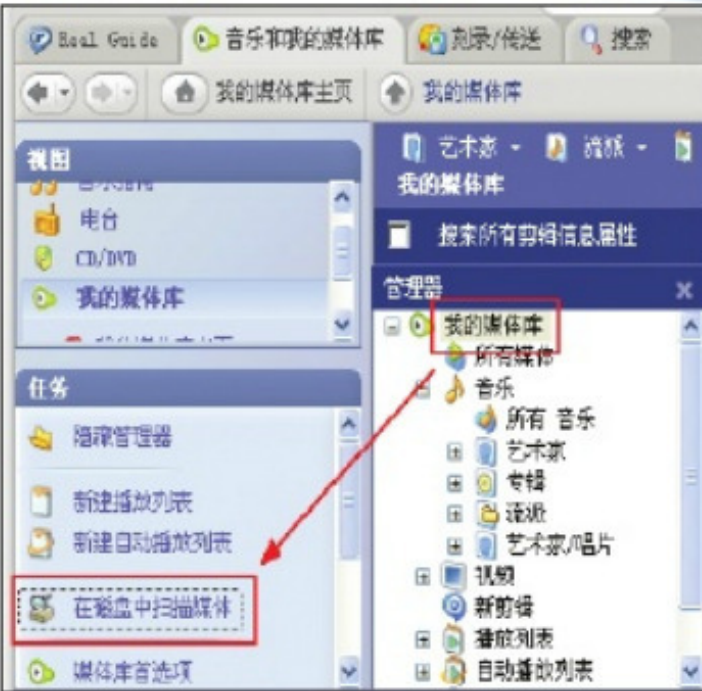 Real Guide 音乐和我的媒体库 刻录/传送 搜索
我的媒体库主页 我的媒体库
视图
电台
CD/DVD
我的媒体库
任务
隐藏管理器
新建播放列表
新建自动播放列表
在磁盘中扫描媒体
媒体库首选项
艺术家 流派
我的媒体库
搜索所有剪辑信息属性
管理器
我的媒体库
所有媒体
音乐
所有 音乐
艺术家
专辑
流派
艺术家/唱片
视频
新剪辑
播放列表
自动播放列表